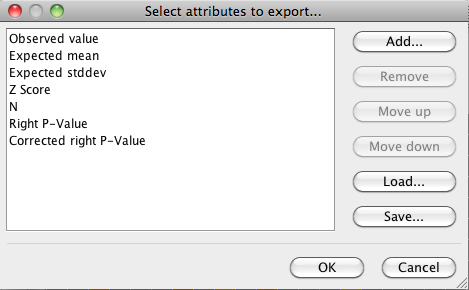 Select attributes to export...
Observed value
Expected mean
Expected stddev
Z Score
N
Right P-Value
Corrected right P-Value
Add...
Remove
Move up
Move down
Load...
Save...
OK
Cancel